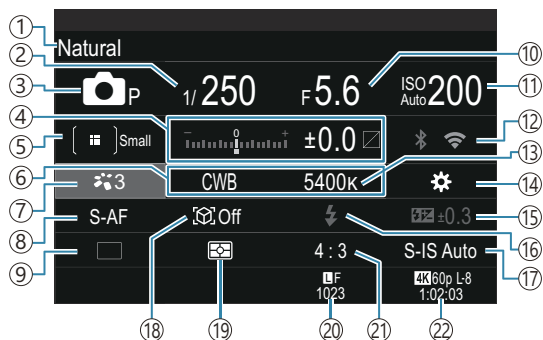 ① Natural
② 1/250 F5.6 ⑩
③ P ISO Auto 200 ⑪
④ − 0 + ±0.0 ⑫
⑤ Small ⑬
⑥ CWB 5400K
⑦ 3 ⑭
⑧ S-AF Off ±0.3 ⑮
⑯
⑨ 4:3 S-IS Auto ⑰
L F 4K 60p L-8
1023 1:02:03
⑱ ⑲ ⑳ ㉑ ㉒